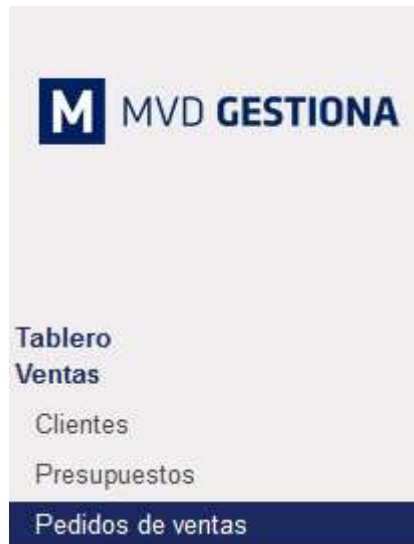 M MVD GESTIONA
Tablero
Ventas
Clientes
Presupuestos
Pedidos de ventas